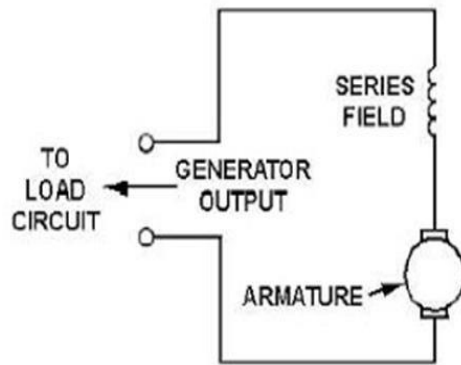 SERIES
FIELD
TO
LOAD
CIRCUIT
GENERATOR
OUTPUT
ARMATURE